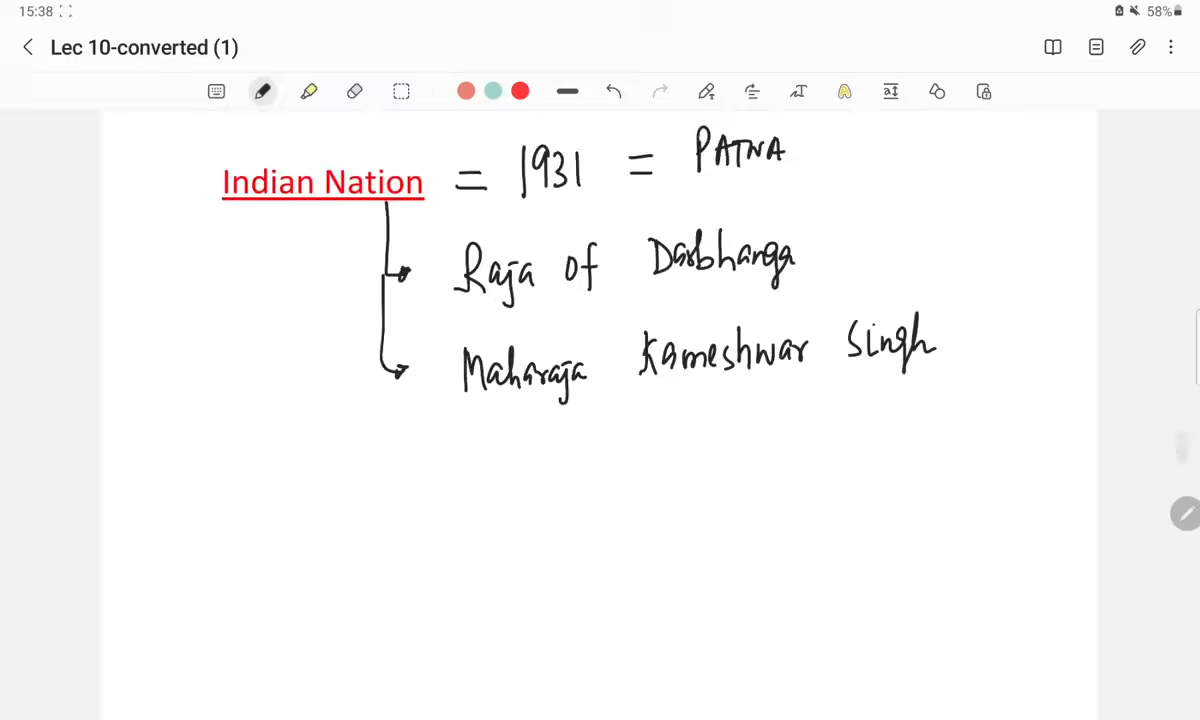 15:38 58%
Lec 10-converted (1)
Indian Nation = 1931 = PATNA
Raja of Darbhanga
Maharaja Kameshwar Singh